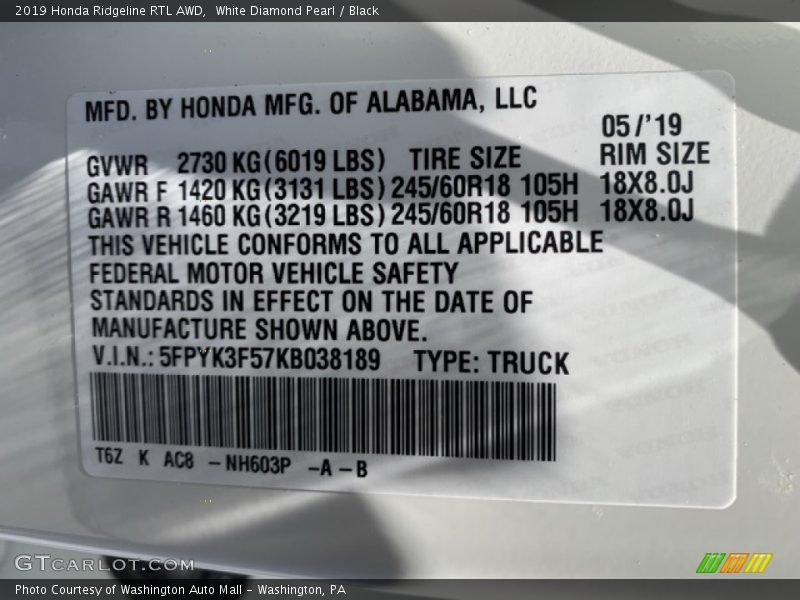 2019 Honda Ridgeline RTL AWD,  White Diamond Pearl / Black
MFD. BY HONDA MFG. OF ALABAMA, LLC
05/'19
GVWR 2730 KG(6019 LBS) TIRE SIZE RIM SIZE
GAWR F 1420 KG(3131 LBS) 245/60R18 105H 18X8.0J
GAWR R 1460 KG(3219 LBS) 245/60R18 105H 18X8.0J
THIS VEHICLE CONFORMS TO ALL APPLICABLE
FEDERAL MOTOR VEHICLE SAFETY
STANDARDS IN EFFECT ON THE DATE OF
MANUFACTURE SHOWN ABOVE.
V.I.N.: 5FPYK3F57KB038189 TYPE: TRUCK
T6Z K AC8 -NH603P -A-B
GTCARLOT.COM
Photo Courtesy of Washington Auto Mall - Washington, PA